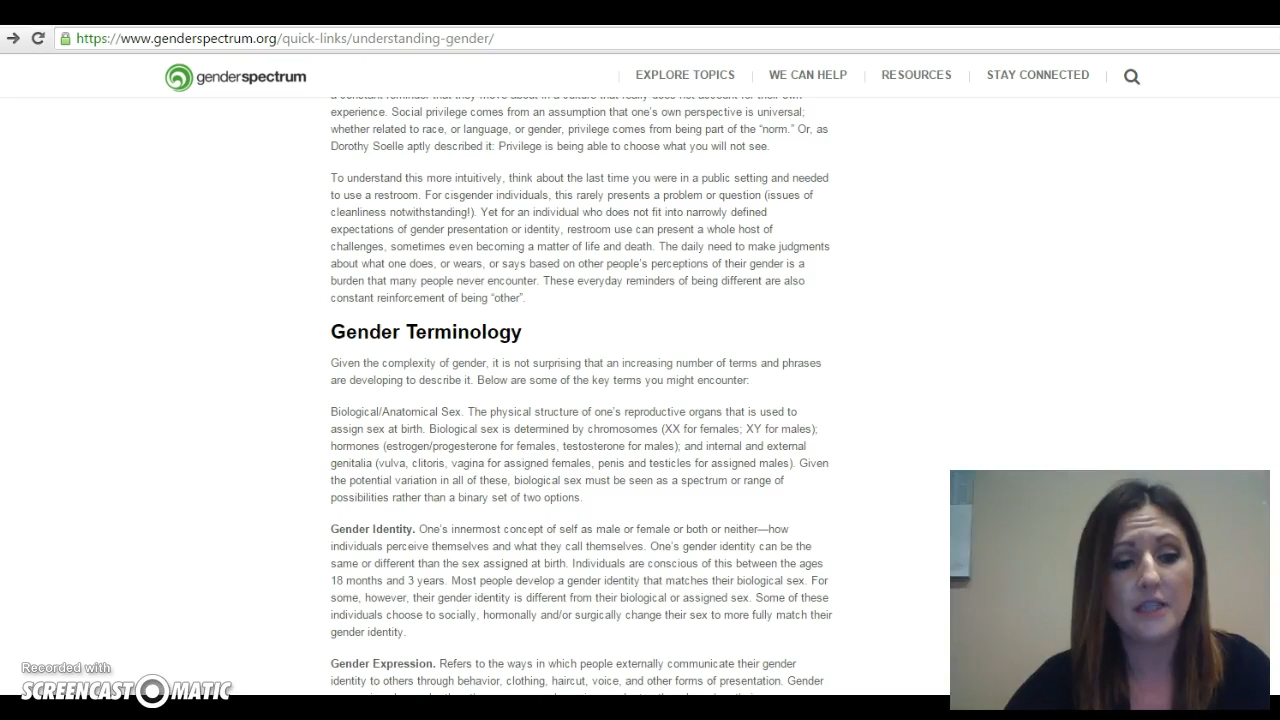 https://www.genderspectrum.org/quick-links/understanding-gender/
genderspectrum
EXPLORE TOPICS
WE CAN HELP
RESOURCES
STAY CONNECTED
experience. Social privilege comes from an assumption that one's own perspective is universal;
whether related to race, or language, or gender, privilege comes from being part of the “norm.” Or, as
Dorothy Soelle aptly described it: Privilege is being able to choose what you will not see.
To understand this more intuitively, think about the last time you were in a public setting and needed
to use a restroom. For cisgender individuals, this rarely presents a problem or question (issues of
cleanliness notwithstanding!). Yet for an individual who does not fit into narrowly defined
expectations of gender presentation or identity, restroom use can present a whole host of
challenges, sometimes even becoming a matter of life and death. The daily need to make judgments
about what one does, or wears, or says based on other people's perceptions of their gender is a
burden that many people never encounter. These everyday reminders of being different are also
constant reinforcement of being “other”.
Gender Terminology
Given the complexity of gender, it is not surprising that an increasing number of terms and phrases
are developing to describe it. Below are some of the key terms you might encounter:
Biological/Anatomical Sex. The physical structure of one's reproductive organs that is used to
assign sex at birth. Biological sex is determined by chromosomes (XX for females; XY for males);
hormones (estrogen/progesterone for females, testosterone for males); and internal and external
genitalia (vulva, clitoris, vagina for assigned females, penis and testicles for assigned males). Given
the potential variation in all of these, biological sex must be seen as a spectrum or range of
possibilities rather than a binary set of two options.
Gender Identity. One's innermost concept of self as male or female or both or neither—how
individuals perceive themselves and what they call themselves. One's gender identity can be the
same or different than the sex assigned at birth. Individuals are conscious of this between the ages
18 months and 3 years. Most people develop a gender identity that matches their biological sex. For
some, however, their gender identity is different from their biological or assigned sex. Some of these
individuals choose to socially, hormonally and/or surgically change their sex to more fully match their
gender identity.
Gender Expression. Refers to the ways in which people externally communicate their gender
identity to others through behavior, clothing, haircut, voice, and other forms of presentation. Gender
Recorded with
SCREENCAST-O-MATIC